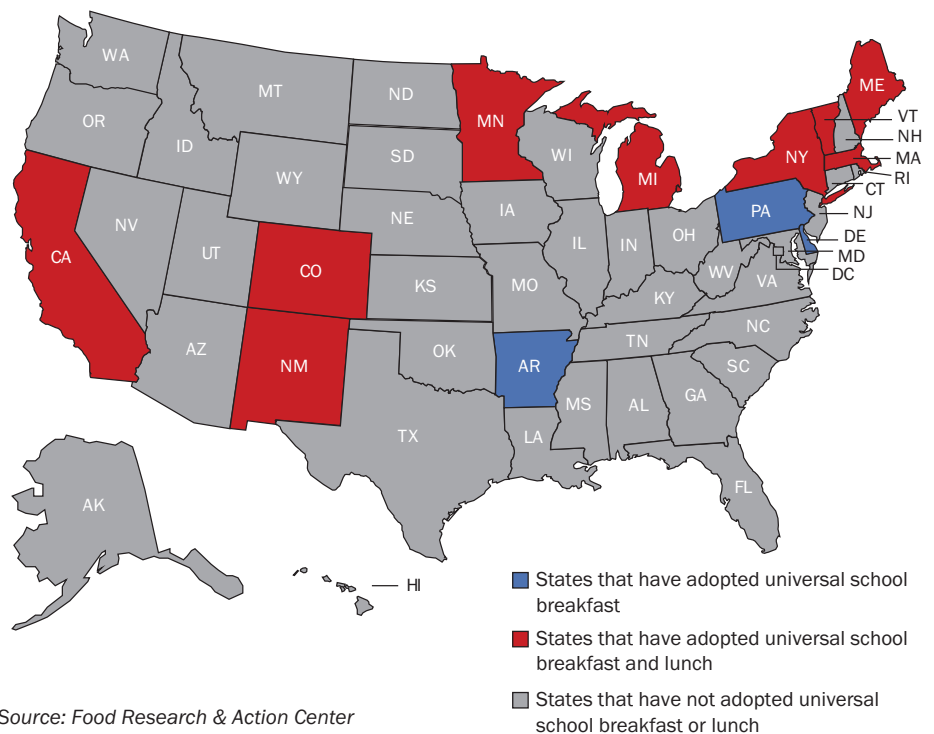 WA
MT
ND
MN
ME
OR
VT
NH
ID
SD
WI
NY
MA
WY
MI
RI
CT
NV
NE
IA
PA
NJ
UT
IL
IN
OH
DE
CA
CO
MD
WV
DC
KS
MO
VA
KY
AZ
NM
OK
TN
NC
AR
SC
MS
AL
GA
TX
LA
FL
AK
HI
States that have adopted universal school
breakfast
States that have adopted universal school
breakfast and lunch
States that have not adopted universal
school breakfast or lunch
Source: Food Research & Action Center